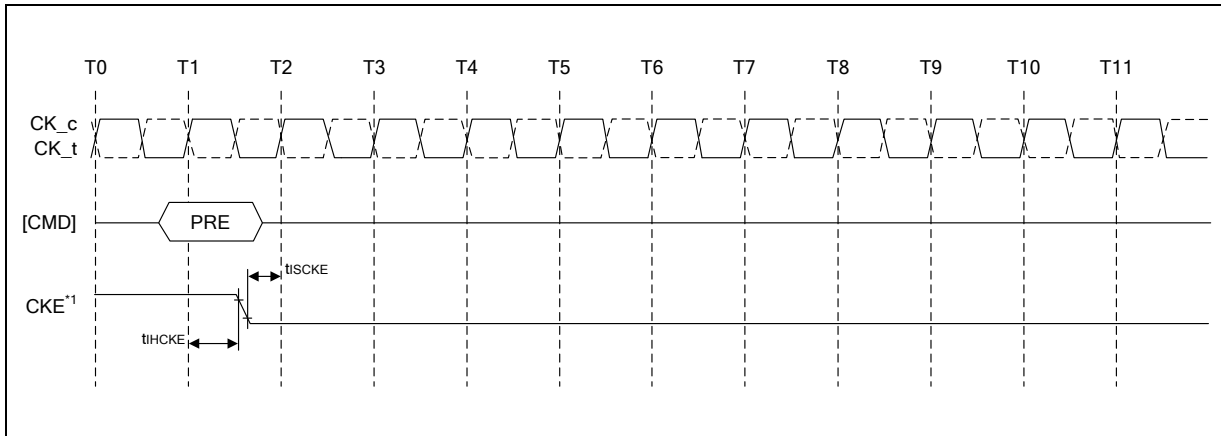 T0 T1 T2 T3 T4 T5 T6 T7 T8 T9 T10 T11
CK_c
CK_t
[CMD] PRE
tISCKE
CKE*1
tIHCKE